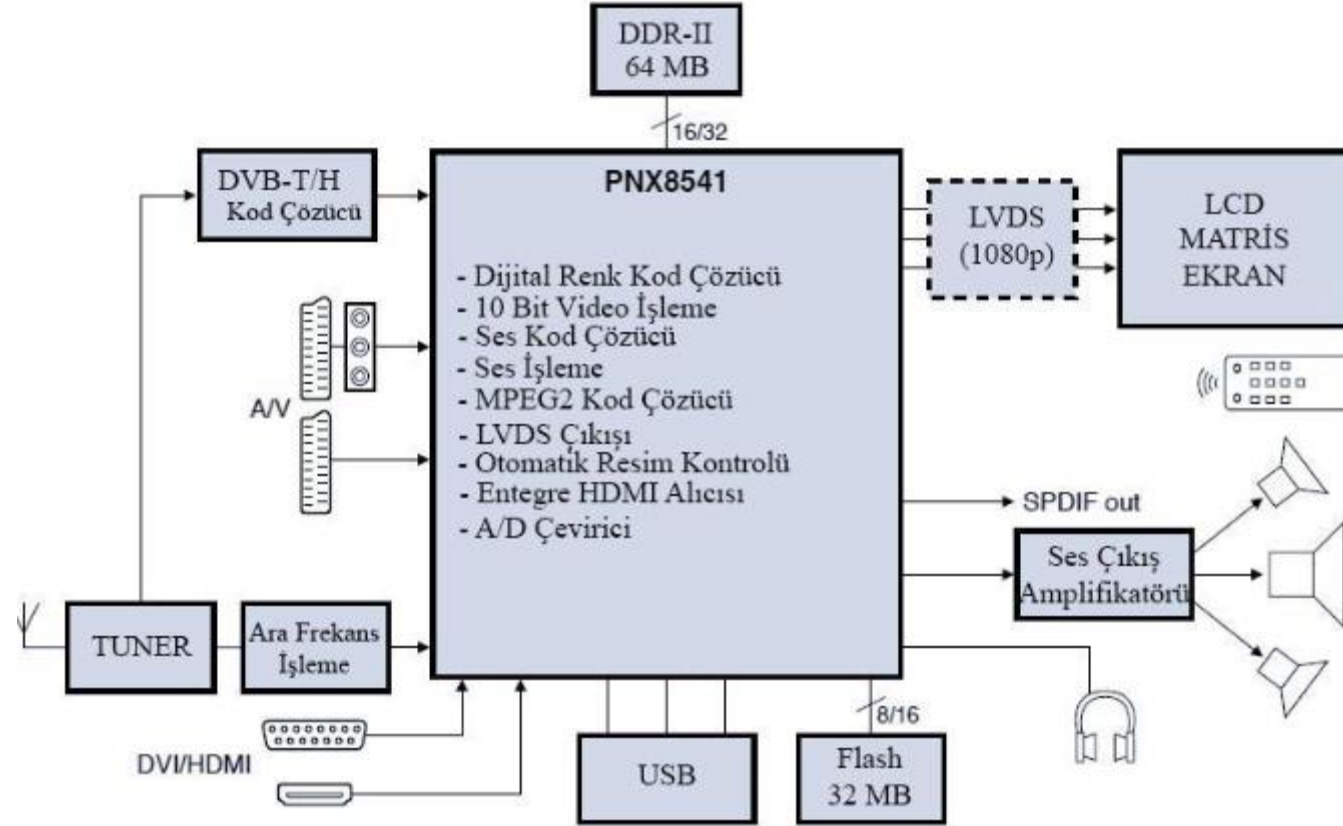 DDR-II
64 MB
16/32
DVB-T/H
Kod Çözücü
PNX8541
- Dijital Renk Kod Çözücü
- 10 Bit Video İşleme
- Ses Kod Çözücü
- Ses İşleme
- MPEG2 Kod Çözücü
- LVDS Çıkışı
- Otomatik Resim Kontrolü
- Entegre HDMI Alıcısı
- A/D Çevirici
LVDS
(1080p)
LCD
MATRİS
EKRAN
A/V
SPDIF out
Ses Çıkış
Amplifikatörü
TUNER
Ara Frekans
İşleme
DVI/HDMI
USB
8/16
Flash
32 MB